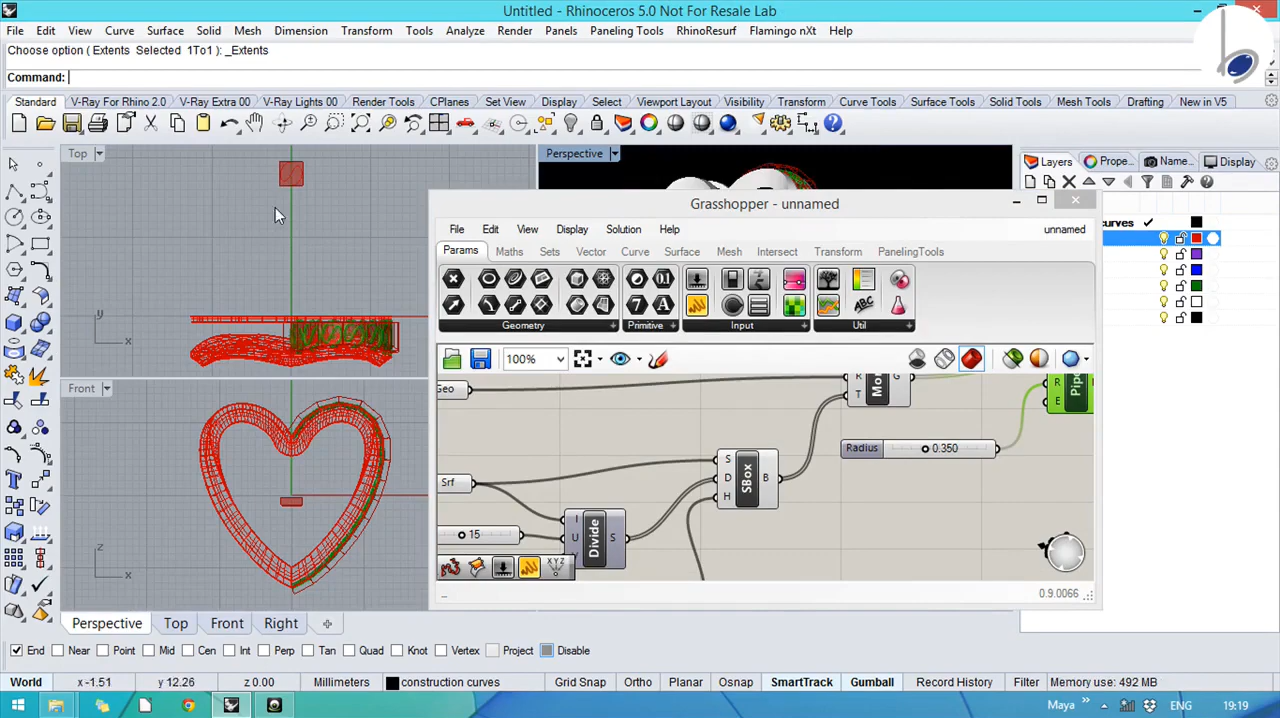 Untitled - Rhinoceros 5.0 Not For Resale Lab
File Edit View Curve Surface Solid Mesh Dimension Transform Tools Analyze Render Panels Paneling Tools RhinoResurf Flamingo nXt Help
Choose option ( Extents Selected 1To1 ): _Extents
Command:
Standard V-Ray For Rhino 2.0 V-Ray Extra 00 V-Ray Lights 00 Render Tools CPlanes Set View Display Select Viewport Layout Visibility Transform Curve Tools Surface Tools Solid Tools Mesh Tools Drafting New in V5
Top
Perspective
Layers Prope... Name... Display
Grasshopper - unnamed
curves
File Edit View Display Solution Help unnamed
Params Maths Sets Vector Curve Surface Mesh Intersect Transform PanelingTools
Geometry Primitive Input Util
100%
y
x
Front
Geo
R
G
T
Mo
R
E
Pip
Radius 0.350
Srf
S
D
H
SBox
B
15
I
U
Divide
S
z
x
0.9.0066
Perspective Top Front Right
End Near Point Mid Cen Int Perp Tan Quad Knot Vertex Project Disable
World x -1.51 y 12.26 z 0.00 Millimeters construction curves Grid Snap Ortho Planar Osnap SmartTrack Gumball Record History Filter Memory use: 492 MB
Maya ENG 19:19